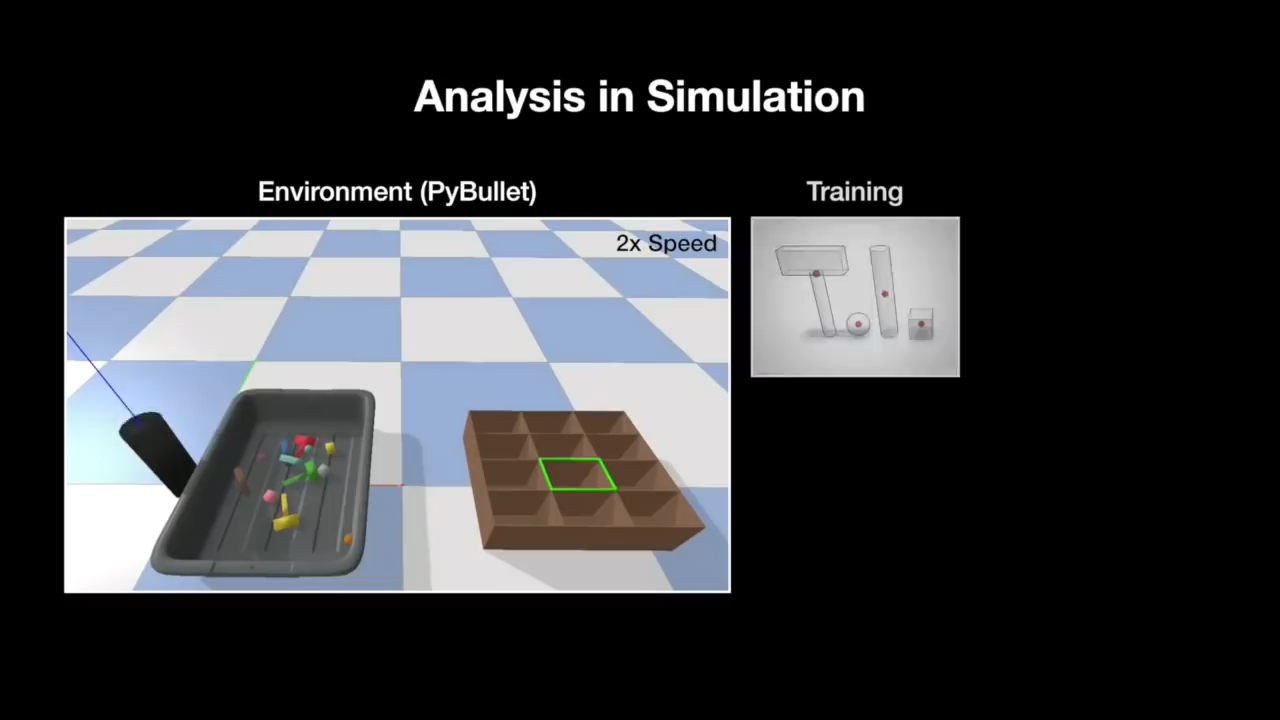 Analysis in Simulation
Environment (PyBullet)
Training
2x Speed